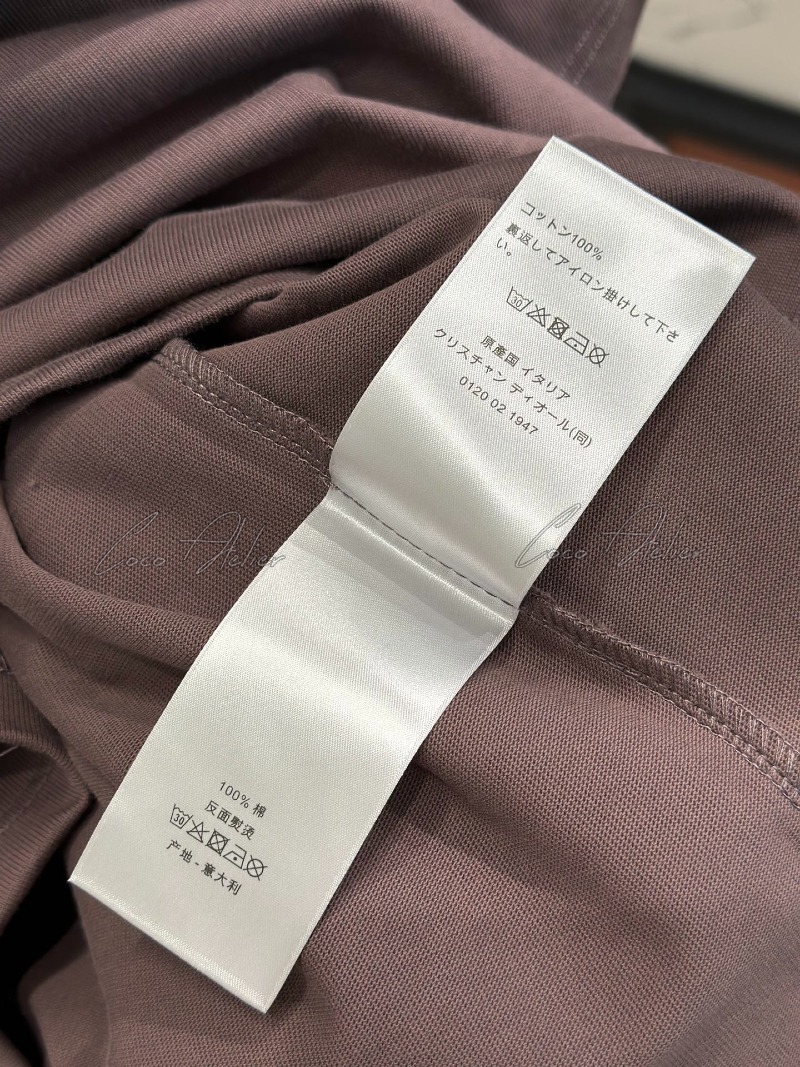 コットン100%
裏返してアイロン掛けして下さ
い。
30
原産国 イタリア
クリスチャン ディオール(同)
0120 02 1947
Coco Atelier
Coco Atelier
100% 棉
反面熨烫
30
产地 - 意大利